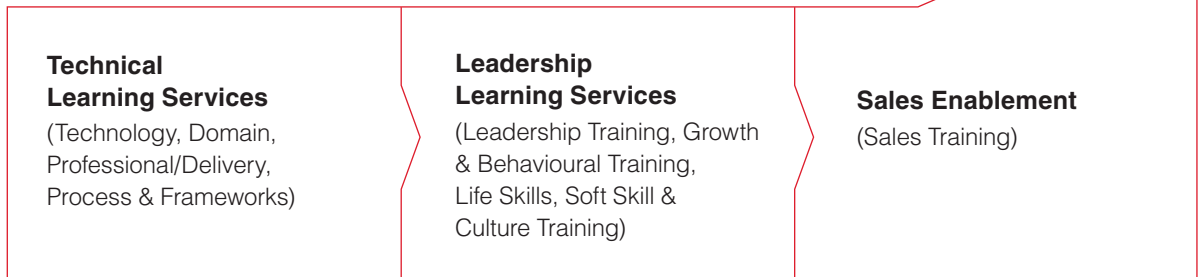 Technical
Learning Services
(Technology, Domain,
Professional/Delivery,
Process & Frameworks)
Leadership
Learning Services
(Leadership Training, Growth
& Behavioural Training,
Life Skills, Soft Skill &
Culture Training)
Sales Enablement
(Sales Training)